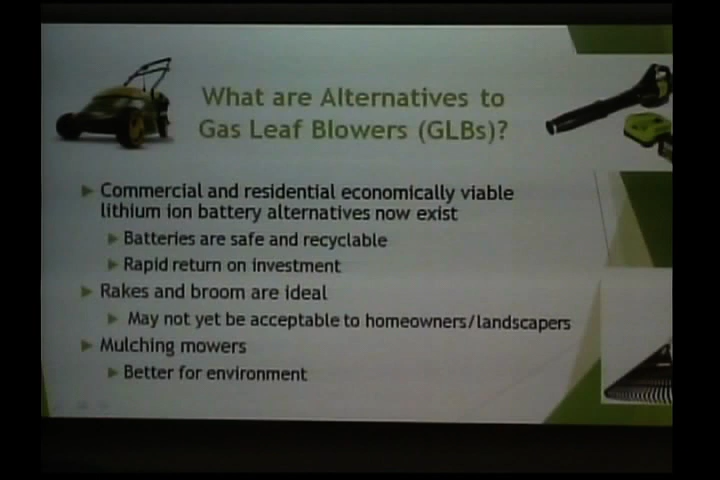 What are Alternatives to
Gas Leaf Blowers (GLBs)?
Commercial and residential economically viable
lithium ion battery alternatives now exist
Batteries are safe and recyclable
Rapid return on investment
Rakes and broom are ideal
May not yet be acceptable to homeowners/landscapers
Mulching mowers
Better for environment